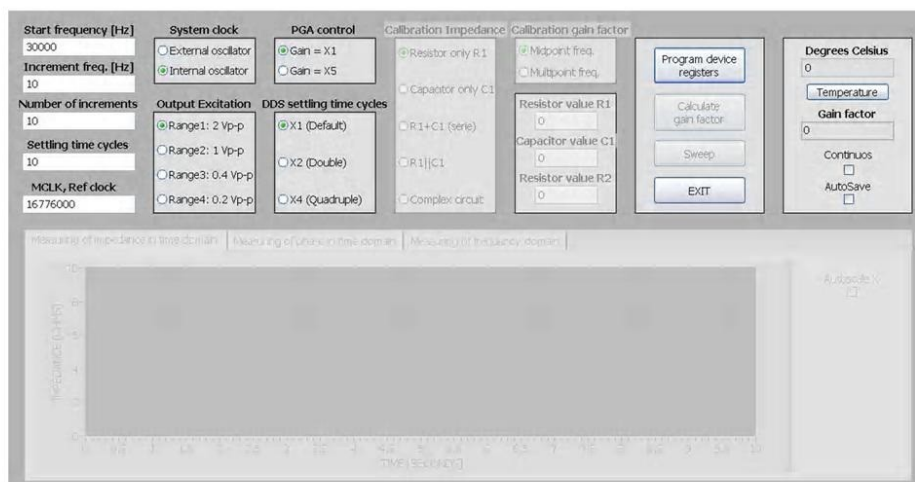 Start frequency [Hz]
30000
Increment freq. [Hz]
10
Number of increments
10
Settling time cycles
10
MCLK, Ref clock
16776000
System clock
External oscillator
Internal oscillator
Output Excitation
Range1: 2 Vp-p
Range2: 1 Vp-p
Range3: 0.4 Vp-p
Range4: 0.2 Vp-p
PGA control
Gain = X1
Gain = X5
DDS settling time cycles
X1 (Default)
X2 (Double)
X4 (Quadruple)
Calibration Impedance
Resistor only R1
Capacitor only C1
R1+C1 (serie)
R1||C1
Complex circuit
Calibration gain factor
Midpoint freq.
Multipoint freq.
Resistor value R1
0
Capacitor value C1
0
Resistor value R2
0
Program device
registers
Calculate
gain factor
Sweep
EXIT
Degrees Celsius
0
Temperature
Gain factor
0
Continuos
AutoSave
Measuring of impedance in time domain
Measuring of phase in time domain
Measuring of frequency domain
TIME [SECONDS]